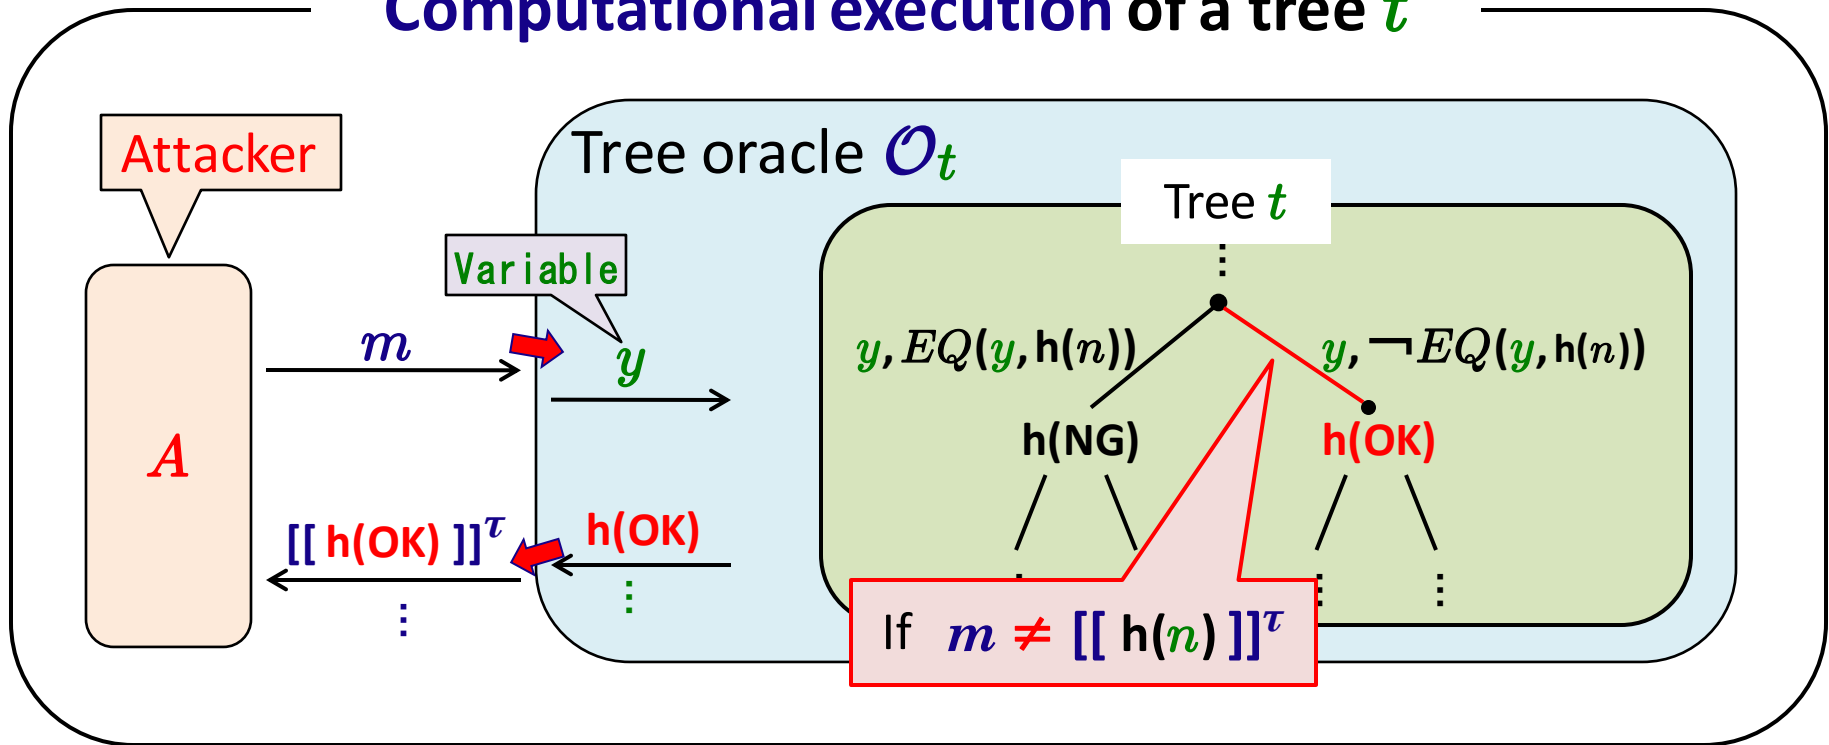 Computational execution of a tree t
Attacker
Tree oracle 𝒪t
Tree t
Variable
m
y
y, EQ(y, h(n))
y, ¬EQ(y, h(n))
A
h(NG)
h(OK)
[[ h(OK) ]]τ
h(OK)
If m ≠ [[ h(n) ]]τ